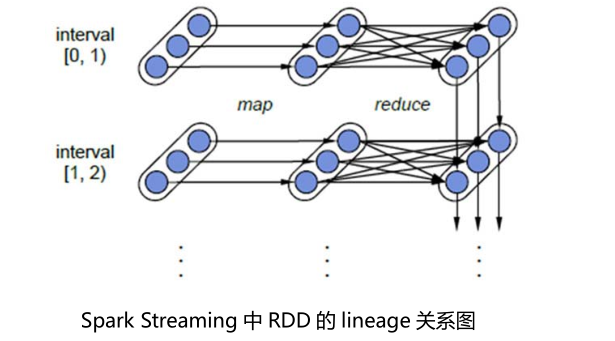 interval
[0, 1)
map
reduce
interval
[1, 2)
Spark Streaming 中 RDD 的 lineage 关系图